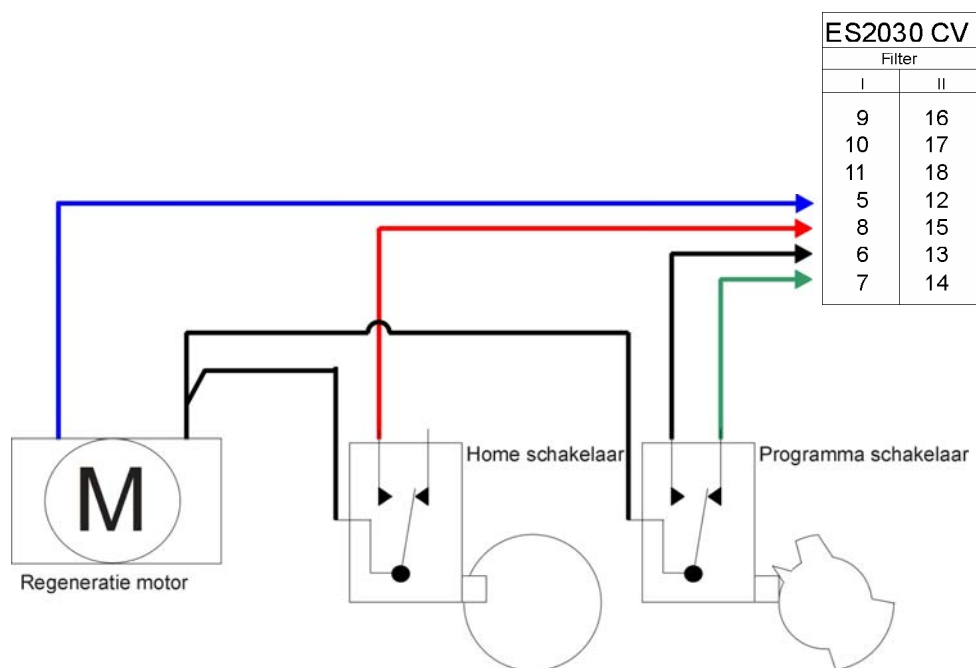 ES2030 CV
Filter
I II
9 16
10 17
11 18
5 12
8 15
6 13
7 14
Home schakelaar
Programma schakelaar
M
Regeneratie motor